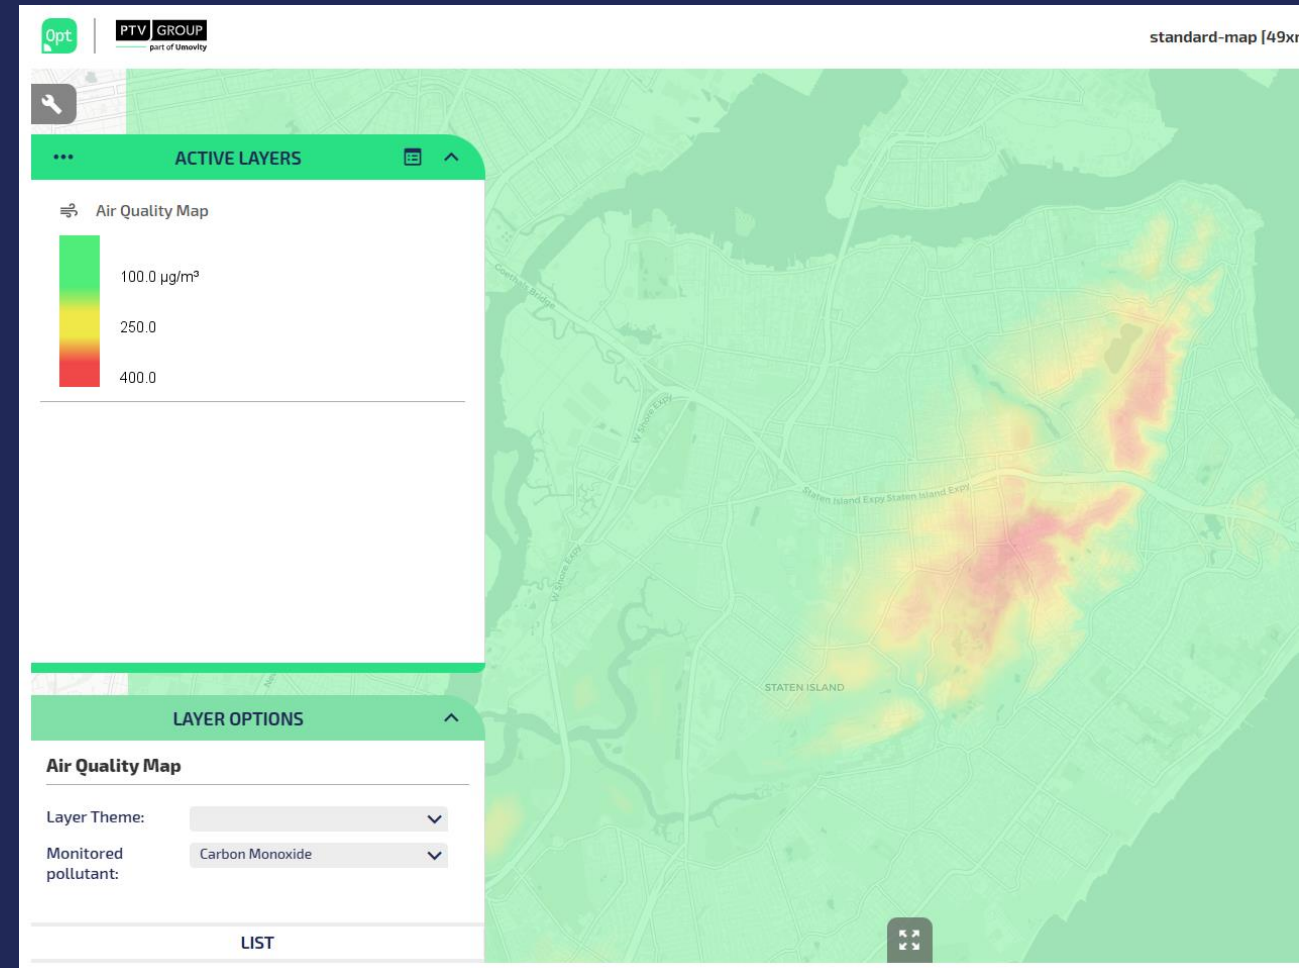 Opt
PTV GROUP
part of Umovity
standard-map [49x
ACTIVE LAYERS
Air Quality Map
100.0 µg/m³
250.0
400.0
Goethals Bridge
W Shore Expy
Staten Island Expy Staten Island Expy
W Shore Expy
STATEN ISLAND
LAYER OPTIONS
Air Quality Map
Layer Theme:
Monitored
pollutant:
Carbon Monoxide
LIST